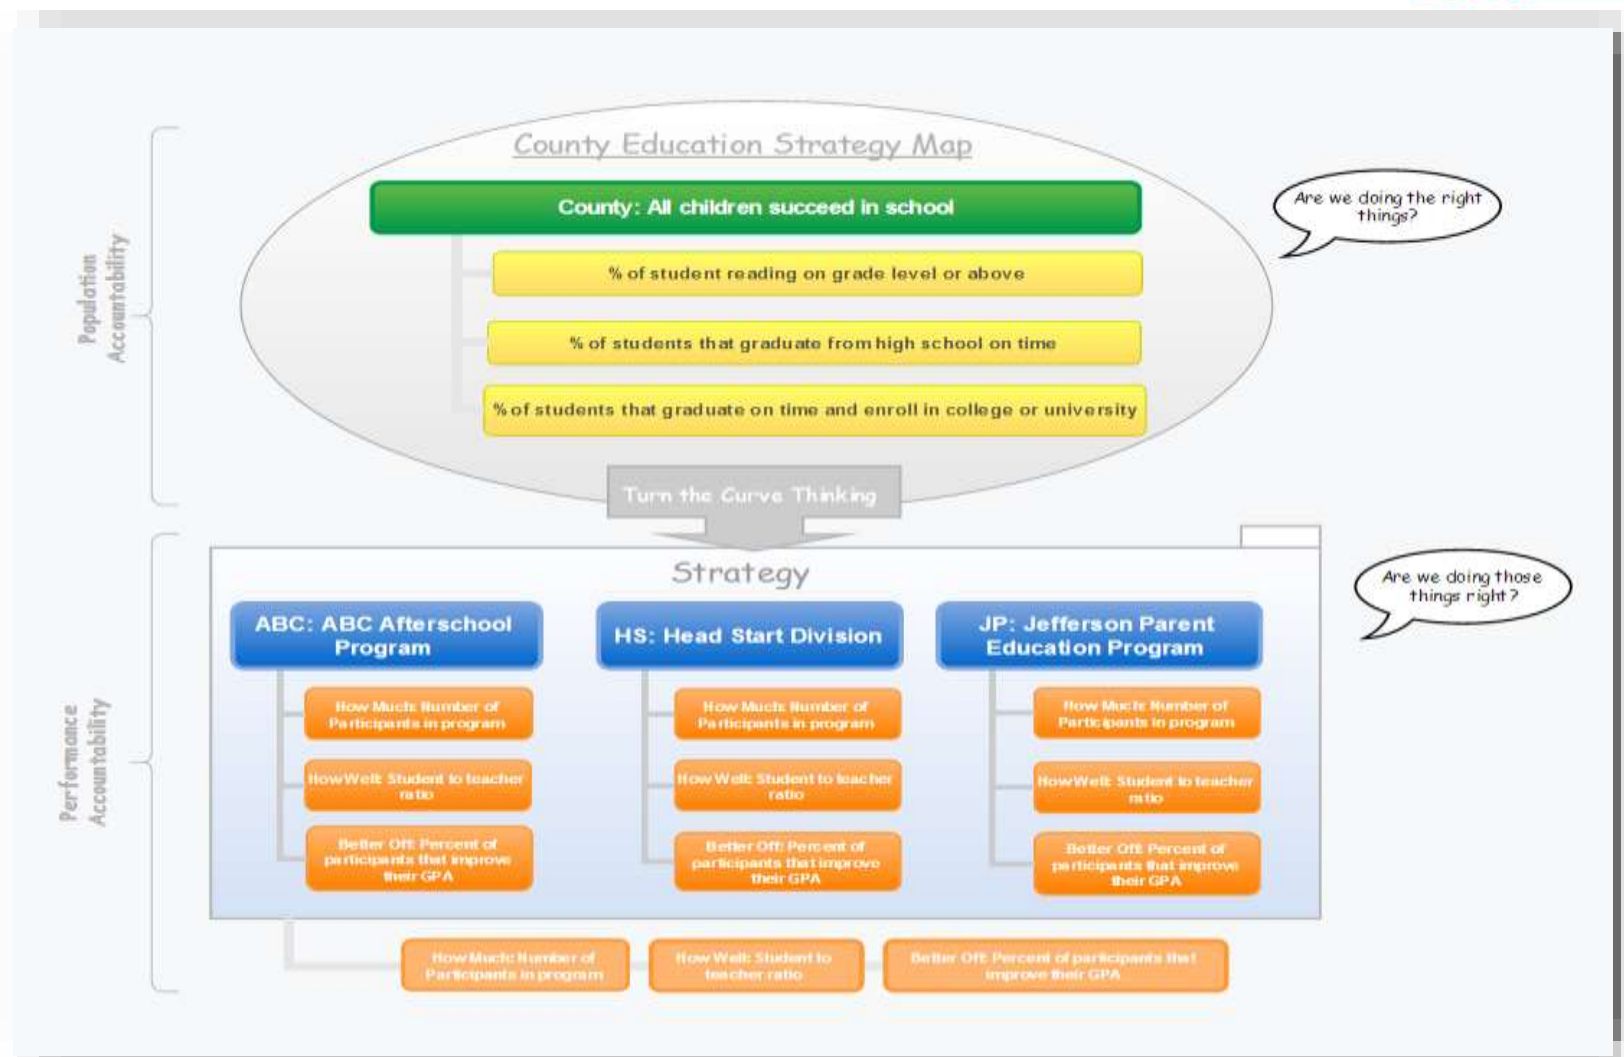 County Education Strategy Map
County: All children succeed in school
% of student reading on grade level or above
% of students that graduate from high school on time
% of students that graduate on time and enroll in college or university
Population
Accountability
Are we doing the right
things?
Turn the Curve Thinking
Strategy
ABC: ABC Afterschool
Program
How Much: Number of
Participants in program
How Well: Student to teacher
ratio
Better Off: Percent of
participants that improve
their GPA
HS: Head Start Division
How Much: Number of
Participants in program
How Well: Student to teacher
ratio
Better Off: Percent of
participants that improve
their GPA
JP: Jefferson Parent
Education Program
How Much: Number of
Participants in program
How Well: Student to teacher
ratio
Better Off: Percent of
participants that improve
their GPA
Are we doing those
things right?
Performance
Accountability
How Much: Number of
Participants in program
How Well: Student to
teacher ratio
Better Off: Percent of participants that
improve their GPA